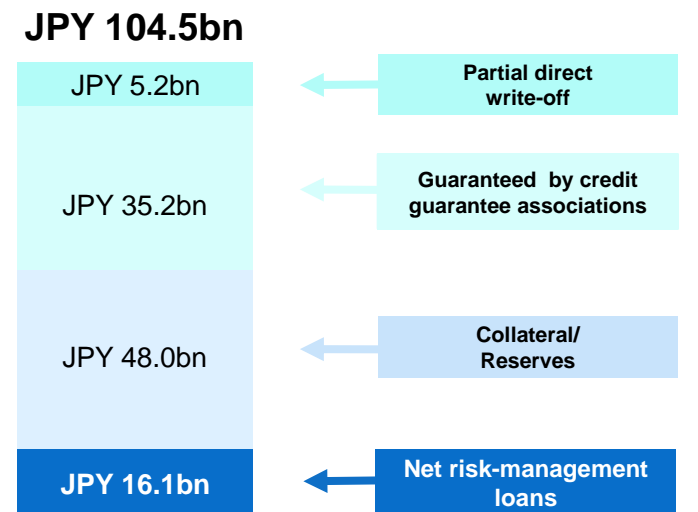 JPY 104.5bn
JPY 5.2bn
Partial direct
write-off
JPY 35.2bn
Guaranteed by credit
guarantee associations
JPY 48.0bn
Collateral/
Reserves
JPY 16.1bn
Net risk-management
loans